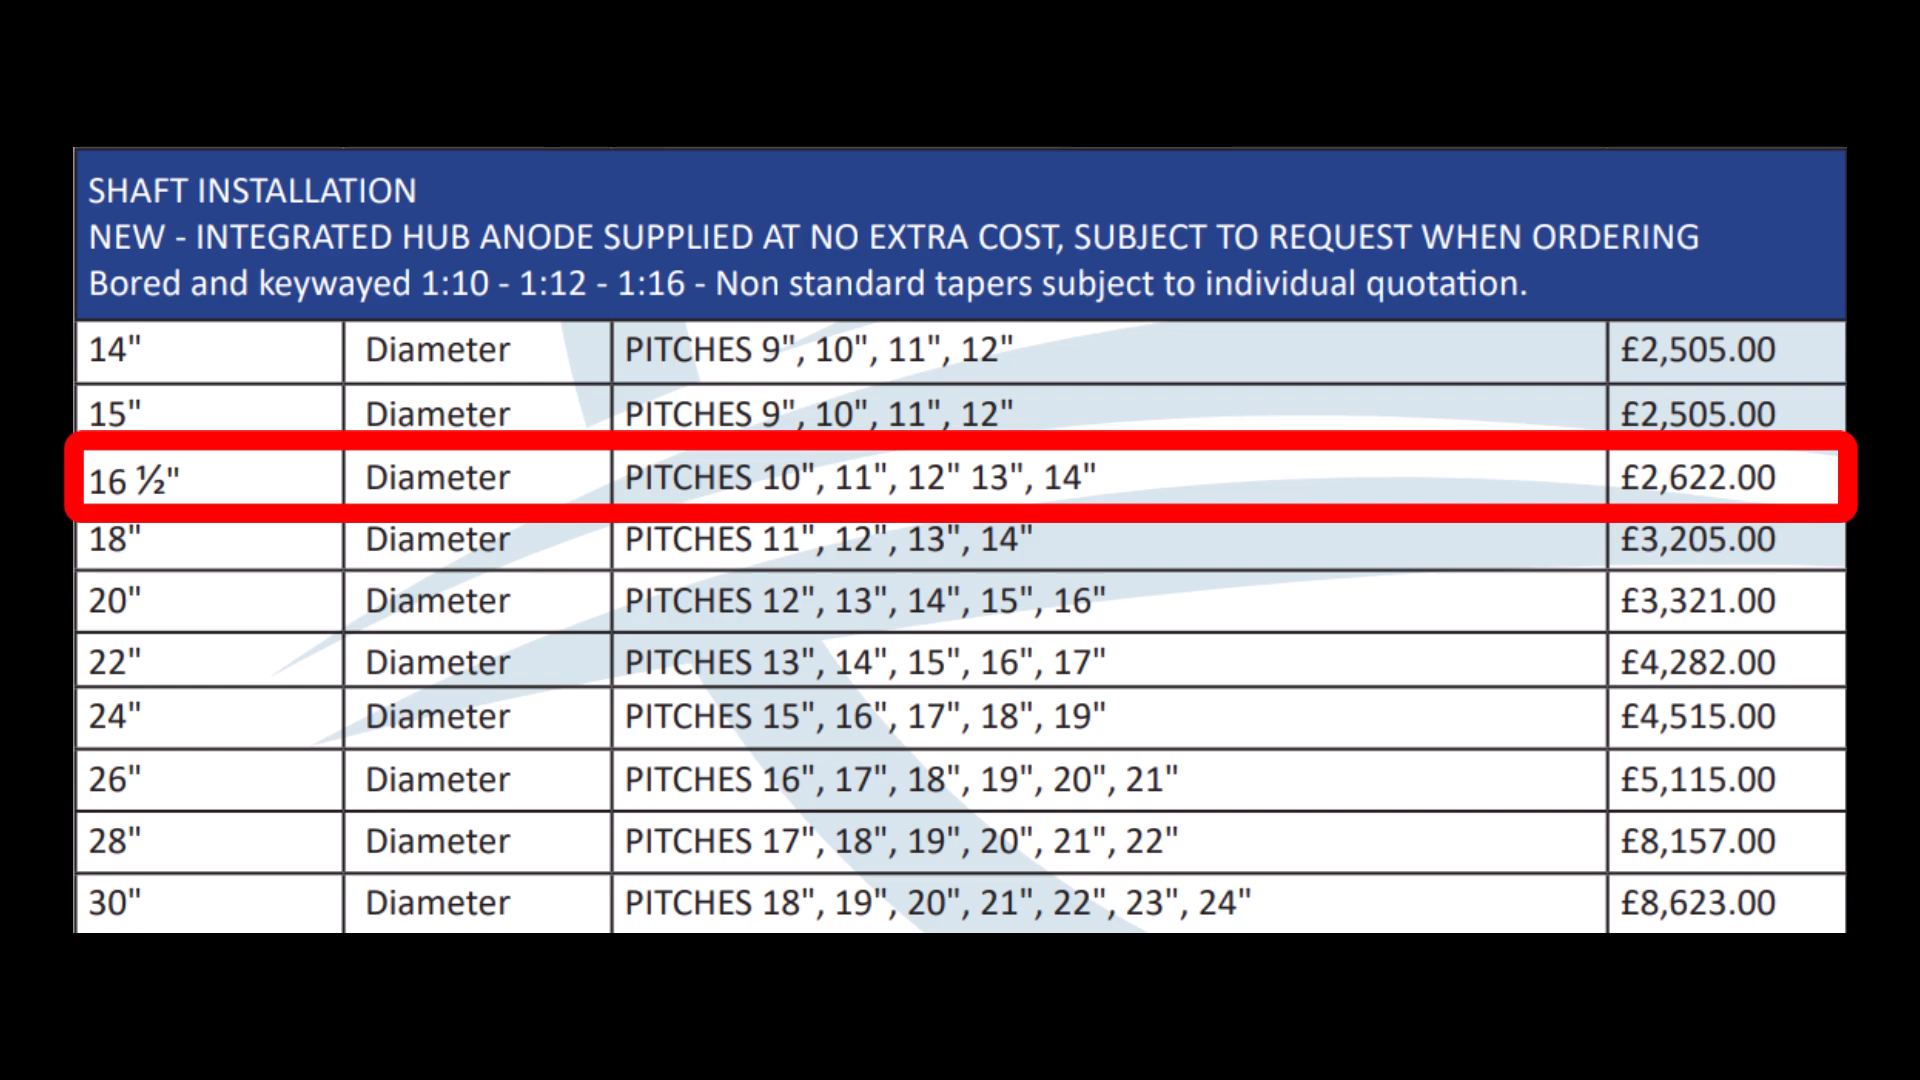 SHAFT INSTALLATION
NEW - INTEGRATED HUB ANODE SUPPLIED AT NO EXTRA COST, SUBJECT TO REQUEST WHEN ORDERING
Bored and keywayed 1:10 - 1:12 - 1:16 - Non standard tapers subject to individual quotation.
14" Diameter PITCHES 9", 10", 11", 12" £2,505.00
15" Diameter PITCHES 9", 10", 11", 12" £2,505.00
16 ½" Diameter PITCHES 10", 11", 12" 13", 14" £2,622.00
18" Diameter PITCHES 11", 12", 13", 14" £3,205.00
20" Diameter PITCHES 12", 13", 14", 15", 16" £3,321.00
22" Diameter PITCHES 13", 14", 15", 16", 17" £4,282.00
24" Diameter PITCHES 15", 16", 17", 18", 19" £4,515.00
26" Diameter PITCHES 16", 17", 18", 19", 20", 21" £5,115.00
28" Diameter PITCHES 17", 18", 19", 20", 21", 22" £8,157.00
30" Diameter PITCHES 18", 19", 20", 21", 22", 23", 24" £8,623.00